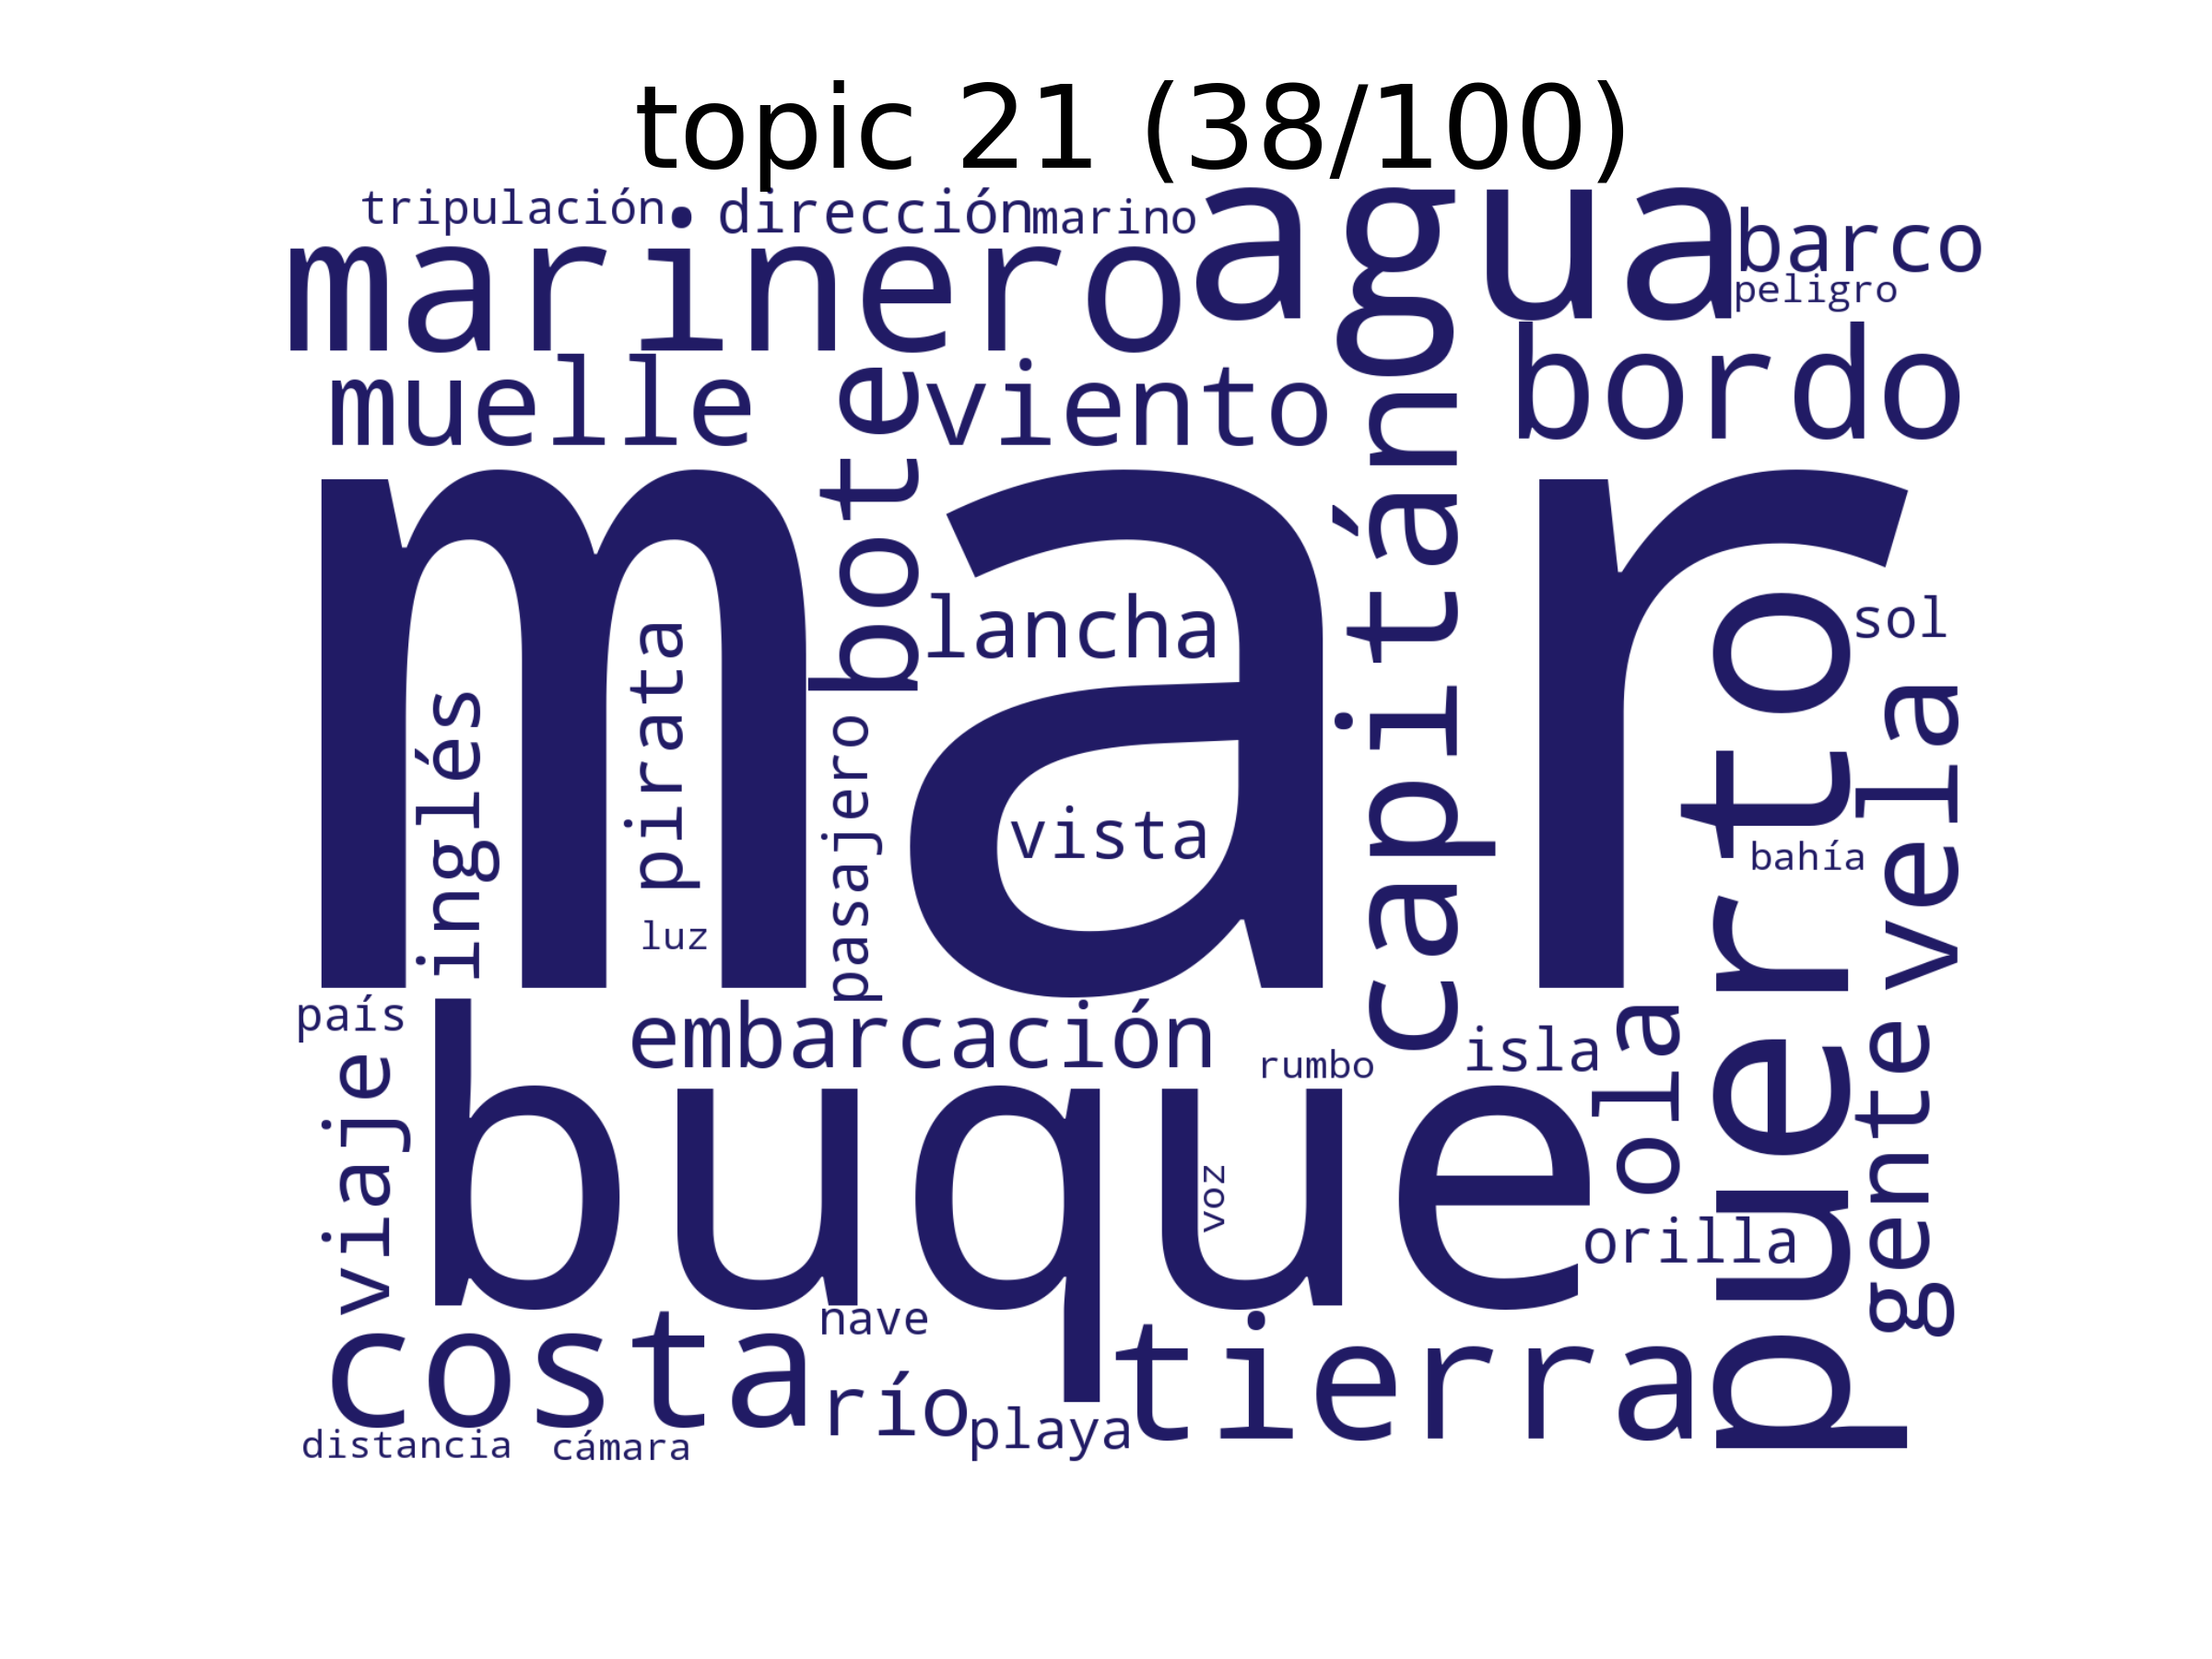 topic 21 (38/100)
tripulación
dirección
marino
agua
barco
marinero
peligro
muelle
bote
viento
capitán
bordo
mar
lancha
sol
inglés
pirata
pasajero
vista
puerto
vela
bahía
luz
país
embarcación
rumbo
isla
ola
gente
viaje
buque
voz
orilla
costa
nave
río
playa
tierra
distancia
cámara